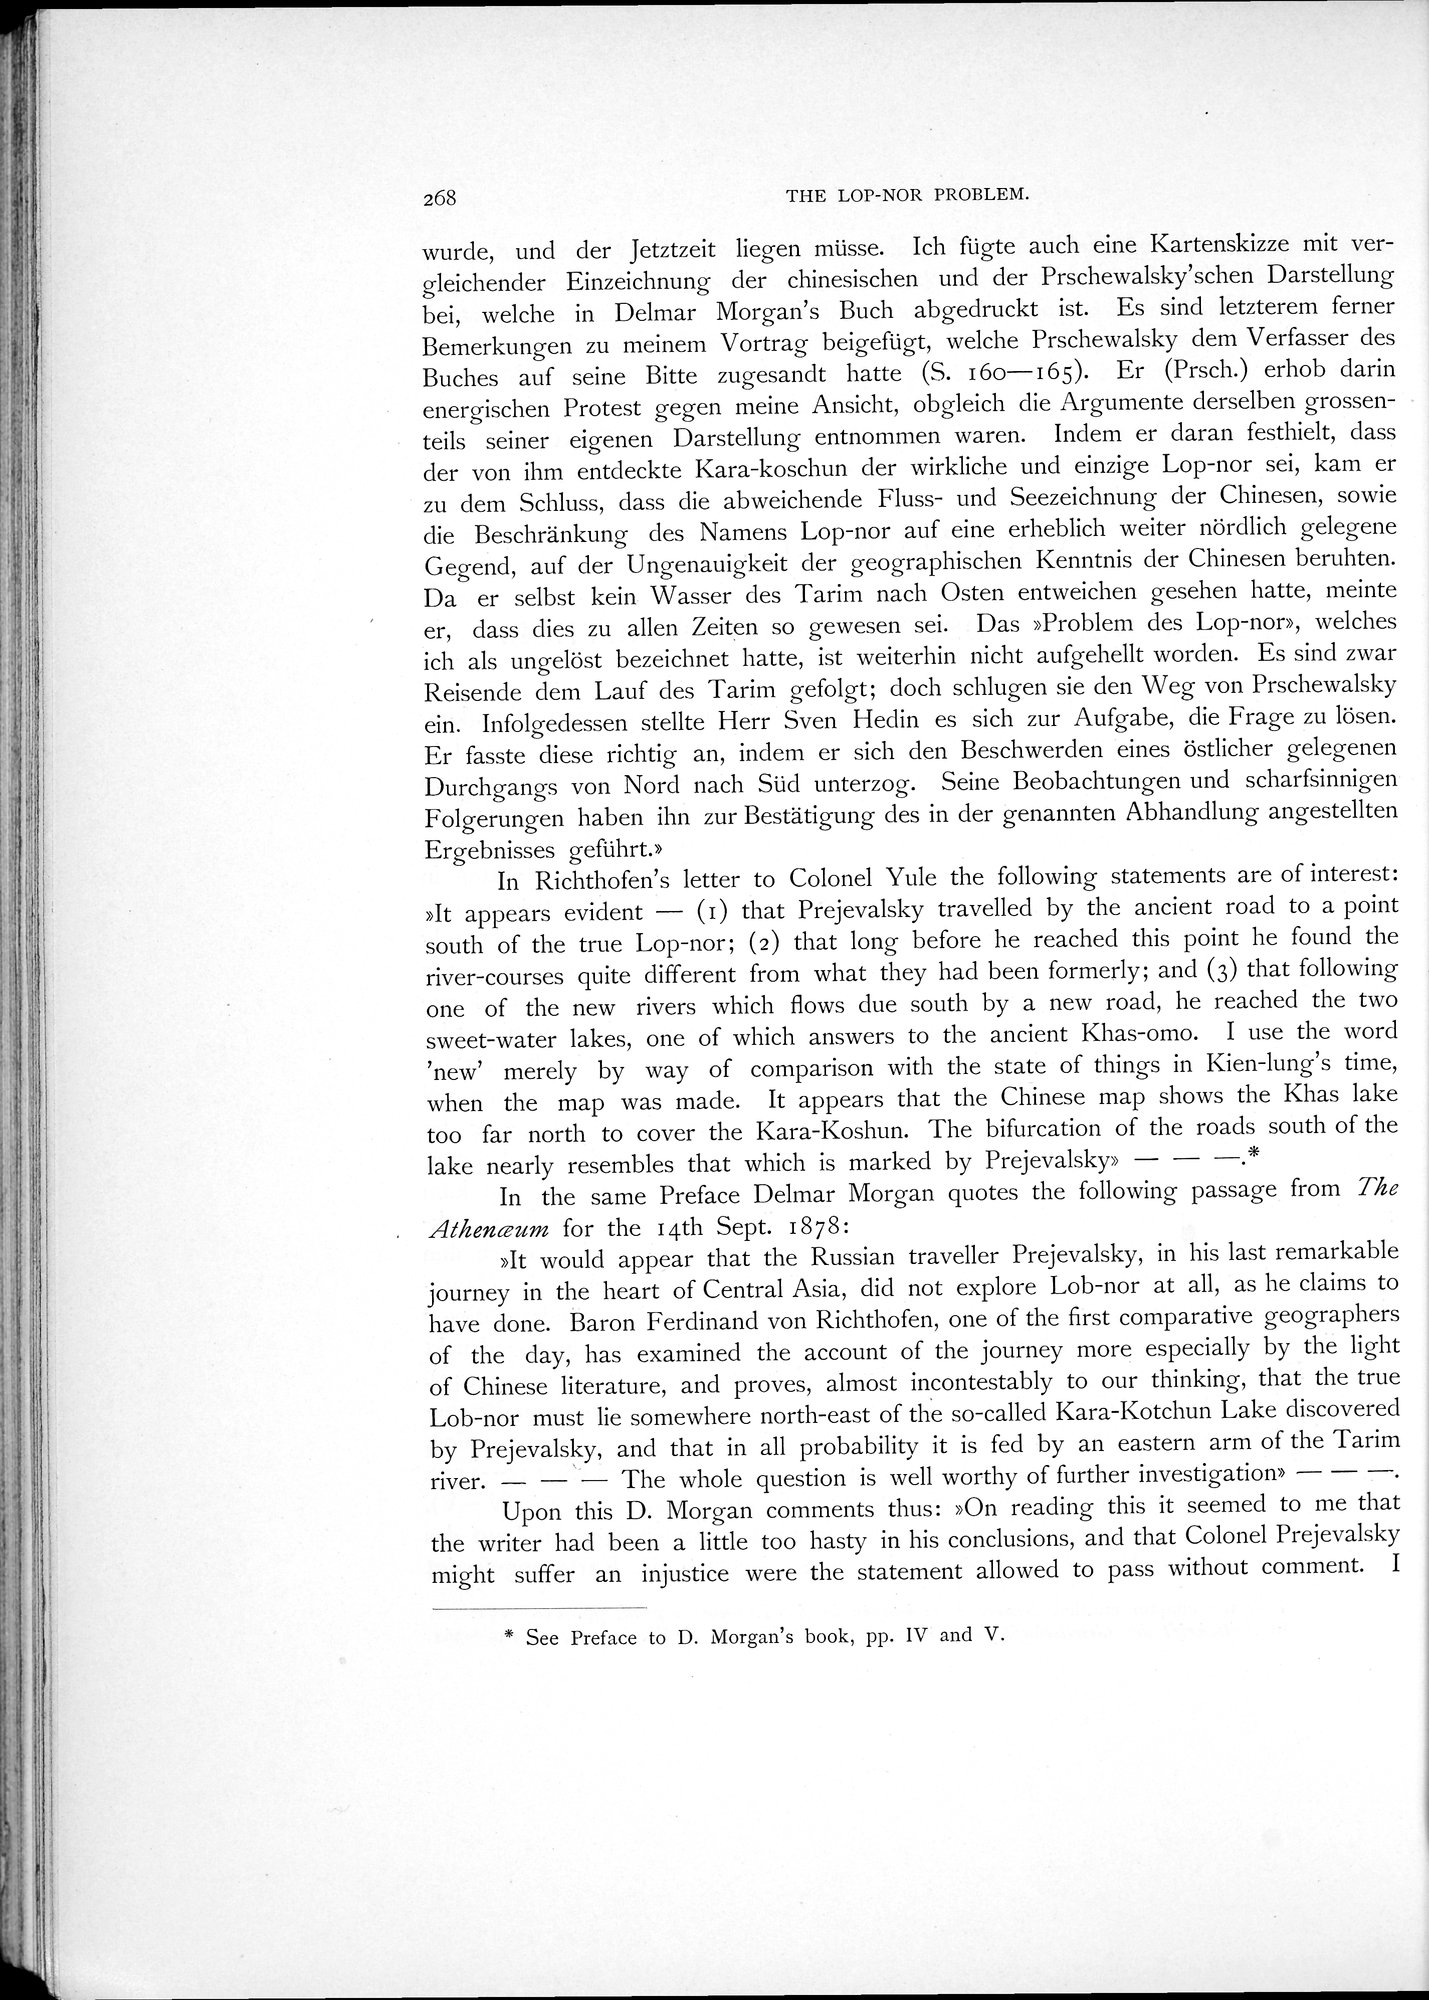 268 THE LOP-NOR PROBLEM.
wurde, und der Jetztzeit liegen müsse. Ich fügte auch eine Kartenskizze mit ver-
gleichender Einzeichnung der chinesischen und der Prschewalsky'schen Darstellung
bei, welche in Delmar Morgan's Buch abgedruckt ist. Es sind letzterem ferner
Bemerkungen zu meinem Vortrag beigefügt, welche Prschewalsky dem Verfasser des
Buches auf seine Bitte zugesandt hatte (S. 160—165). Er (Prsch.) erhob darin
energischen Protest gegen meine Ansicht, obgleich die Argumente derselben grossen-
teils seiner eigenen Darstellung entnommen waren. Indem er daran festhielt, dass
der von ihm entdeckte Kara-koschun der wirkliche und einzige Lop-nor sei, kam er
zu dem Schluss, dass die abweichende Fluss- und Seezeichnung der Chinesen, sowie
die Beschränkung des Namens Lop-nor auf eine erheblich weiter nördlich gelegene
Gegend, auf der Ungenauigkeit der geographischen Kenntnis der Chinesen beruhten.
Da er selbst kein Wasser des Tarim nach Osten entweichen gesehen hatte, meinte
er, dass dies zu allen Zeiten so gewesen sei. Das »Problem des Lop-nor», welches
ich als ungelöst bezeichnet hatte, ist weiterhin nicht aufgehellt worden. Es sind zwar
Reisende dem Lauf des Tarim gefolgt; doch schlugen sie den Weg von Prschewalsky
ein. Infolgedessen stellte Herr Sven Hedin es sich zur Aufgabe, die Frage zu lösen.
Er fasste diese richtig an, indem er sich den Beschwerden eines östlicher gelegenen
Durchgangs von Nord nach Süd unterzog. Seine Beobachtungen und scharfsinnigen
Folgerungen haben ihn zur Bestätigung des in der genannten Abhandlung angestellten
Ergebnisses geführt.»
In Richthofen's letter to Colonel Yule the following statements are of interest:
»It appears evident — (1) that Prejevalsky travelled by the ancient road to a point
south of the true Lop-nor; (2) that long before he reached this point he found the
river-courses quite different from what they had been formerly; and (3) that following
one of the new rivers which flows due south by a new road, he reached the two
sweet-water lakes, one of which answers to the ancient Khas-omo. I use the word
'new' merely by way of comparison with the state of things in Kien-lung's time,
when the map was made. It appears that the Chinese map shows the Khas lake
too far north to cover the Kara-Koshun. The bifurcation of the roads south of the
lake nearly resembles that which is marked by Prejevalsky» — — —.*
In the same Preface Delmar Morgan quotes the following passage from The
Athenæum for the 14th Sept. 1878:
»It would appear that the Russian traveller Prejevalsky, in his last remarkable
journey in the heart of Central Asia, did not explore Lob-nor at all, as he claims to
have done. Baron Ferdinand von Richthofen, one of the first comparative geographers
of the day, has examined the account of the journey more especially by the light
of Chinese literature, and proves, almost incontestably to our thinking, that the true
Lob-nor must lie somewhere north-east of the so-called Kara-Kotchun Lake discovered
by Prejevalsky, and that in all probability it is fed by an eastern arm of the Tarim
river. — — — The whole question is well worthy of further investigation» — — —.
Upon this D. Morgan comments thus: »On reading this it seemed to me that
the writer had been a little too hasty in his conclusions, and that Colonel Prejevalsky
might suffer an injustice were the statement allowed to pass without comment. I
* See Preface to D. Morgan's book, pp. IV and V.